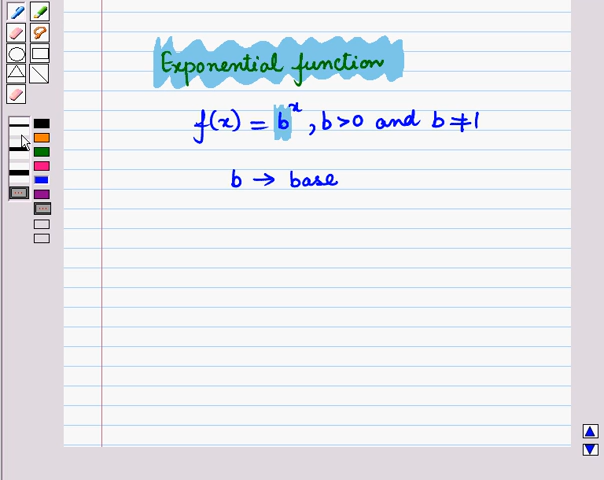 Exponential function
f(x) = b^x, b>0 and b≠1
b → base